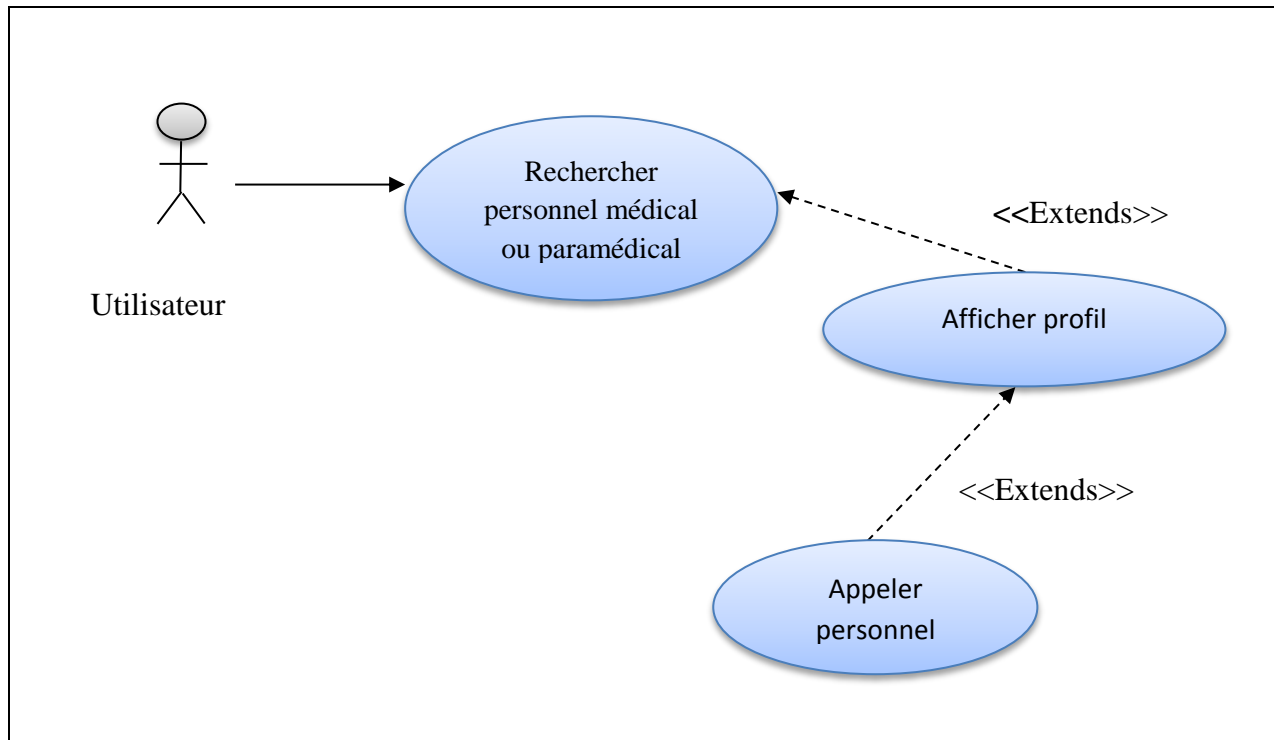 Rechercher
personnel médical
ou paramédical
<<Extends>>
Utilisateur
Afficher profil
<<Extends>>
Appeler
personnel